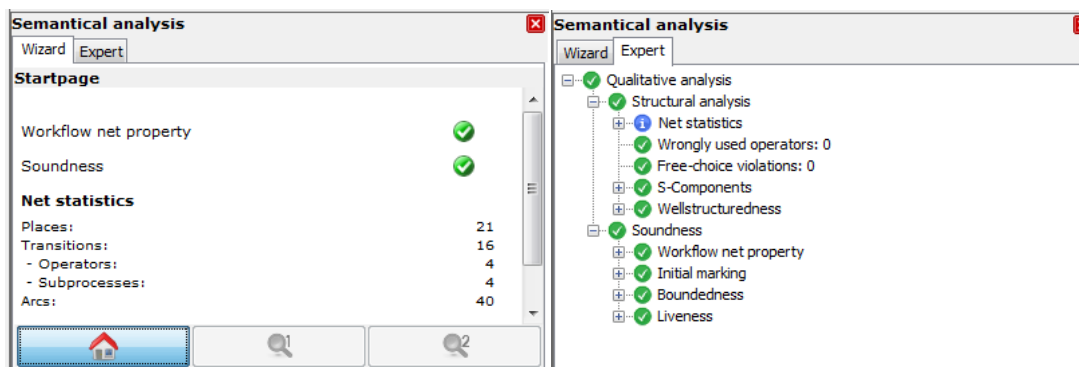 Semantical analysis
Wizard Expert
Startpage
Workflow net property
Soundness
Net statistics
Places: 21
Transitions: 16
- Operators: 4
- Subprocesses: 4
Arcs: 40
1
2
Semantical analysis
Wizard Expert
Qualitative analysis
Structural analysis
Net statistics
Wrongly used operators: 0
Free-choice violations: 0
S-Components
Wellstructuredness
Soundness
Workflow net property
Initial marking
Boundedness
Liveness